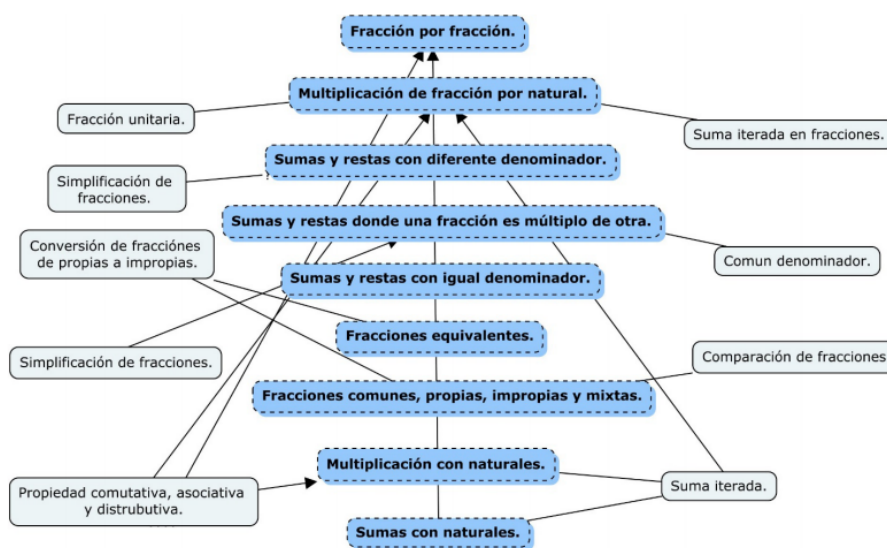 Fracción por fracción.
Multiplicación de fracción por natural.
Fracción unitaria.
Suma iterada en fracciones.
Sumas y restas con diferente denominador.
Simplificación de
fracciones.
Sumas y restas donde una fracción es múltiplo de otra.
Conversión de fracciónes
de propias a impropias.
Comun denominador.
Sumas y restas con igual denominador.
Fracciones equivalentes.
Simplificación de fracciones.
Comparación de fracciones
Fracciones comunes, propias, impropias y mixtas.
Multiplicación con naturales.
Propiedad comutativa, asociativa
y distrubutiva.
Suma iterada.
Sumas con naturales.